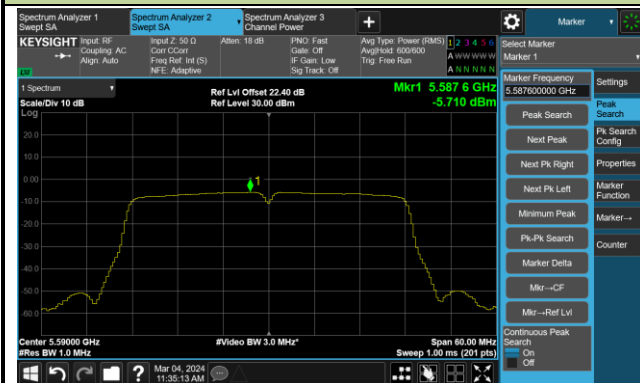 Spectrum Analyzer 1
Swept SA
Spectrum Analyzer 2
Swept SA
Spectrum Analyzer 3
Channel Power
+
Marker
KEYSIGHT
Input: RF
Coupling: AC
Align: Auto
Input Z: 50 Ω
Corr CCorr
Freq Ref: Int (S)
NFE: Adaptive
Atten: 18 dB
PNO: Fast
Gate: Off
IF Gain: Low
Sig Track: Off
Avg Type: Power (RMS)
Avg|Hold: 600/600
Trig: Free Run
1 2 3 4 5 6
A W W W W W
A N N N N N
Select Marker
Marker 1
LXI
1 Spectrum
Scale/Div 10 dB
Log
Ref Lvl Offset 22.40 dB
Ref Level 30.00 dBm
Mkr1 5.587 6 GHz
-5.710 dBm
20.0
10.0
0.00
-10.0
-20.0
-30.0
-40.0
-50.0
-60.0
1
Center 5.59000 GHz
#Res BW 1.0 MHz
#Video BW 3.0 MHz*
Span 60.00 MHz
Sweep 1.00 ms (201 pts)
Marker Frequency
5.587600000 GHz
Peak Search
Next Peak
Next Pk Right
Next Pk Left
Minimum Peak
Pk-Pk Search
Marker Delta
Mkr→CF
Mkr→Ref Lvl
Continuous Peak
Search
On
Off
Settings
Peak
Search
Pk Search
Config
Properties
Marker
Function
Marker→
Counter
Mar 04, 2024
11:35:13 AM